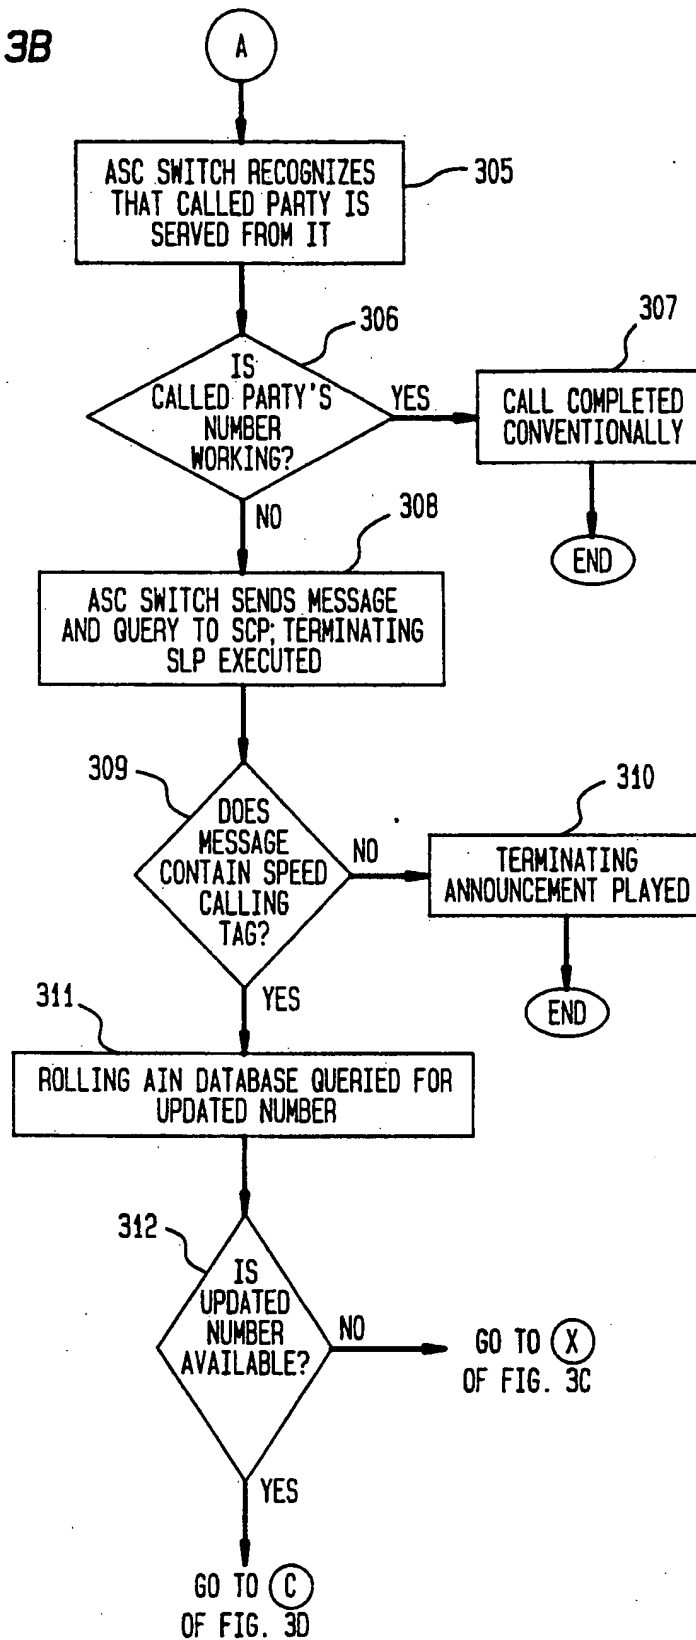 3B
A
ASC SWITCH RECOGNIZES
THAT CALLED PARTY IS
SERVED FROM IT
305
306
IS
CALLED PARTY'S
NUMBER
WORKING?
YES
307
CALL COMPLETED
CONVENTIONALLY
END
NO
308
ASC SWITCH SENDS MESSAGE
AND QUERY TO SCP; TERMINATING
SLP EXECUTED
309
DOES
MESSAGE
CONTAIN SPEED
CALLING
TAG?
NO
310
TERMINATING
ANNOUNCEMENT PLAYED
END
YES
311
ROLLING AIN DATABASE QUERIED FOR
UPDATED NUMBER
312
IS
UPDATED
NUMBER
AVAILABLE?
NO
GO TO X
OF FIG. 3C
YES
GO TO C
OF FIG. 3D